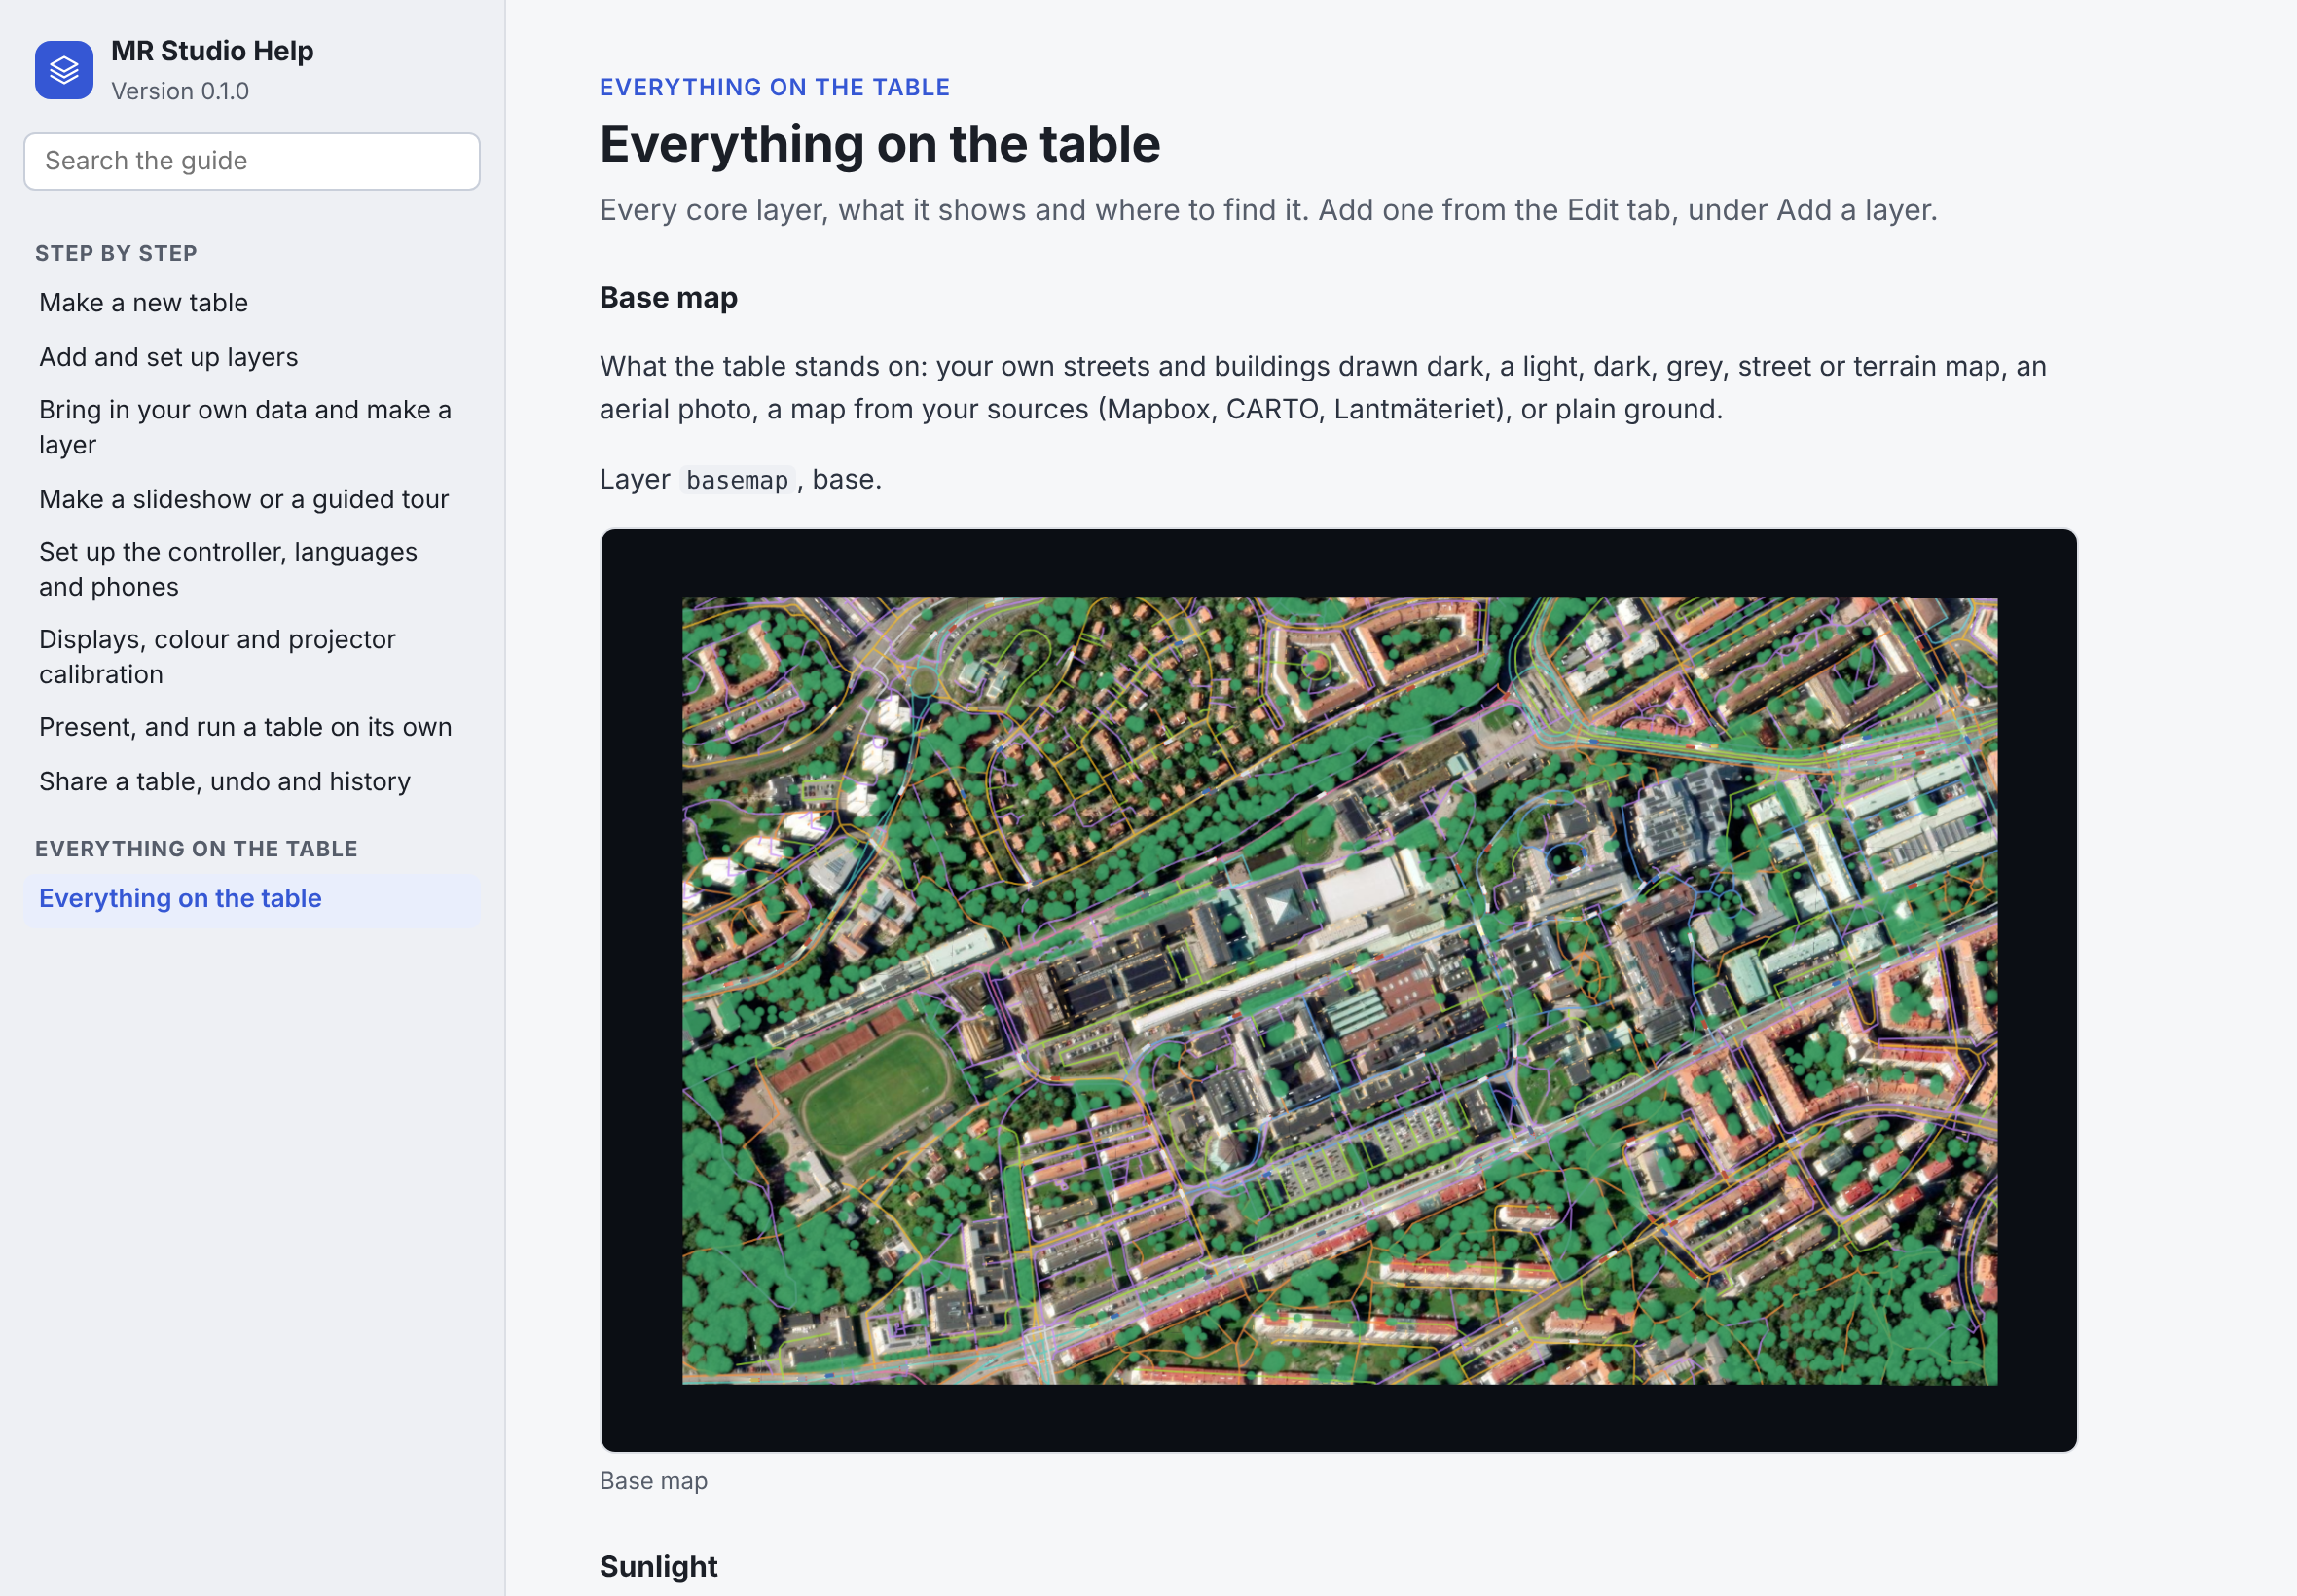 MR Studio Help
Version 0.1.0
Search the guide
STEP BY STEP
Make a new table
Add and set up layers
Bring in your own data and make a
layer
Make a slideshow or a guided tour
Set up the controller, languages
and phones
Displays, colour and projector
calibration
Present, and run a table on its own
Share a table, undo and history
EVERYTHING ON THE TABLE
Everything on the table
EVERYTHING ON THE TABLE
Everything on the table
Every core layer, what it shows and where to find it. Add one from the Edit tab, under Add a layer.
Base map
What the table stands on: your own streets and buildings drawn dark, a light, dark, grey, street or terrain map, an
aerial photo, a map from your sources (Mapbox, CARTO, Lantmäteriet), or plain ground.
Layer basemap, base.
Base map
Sunlight